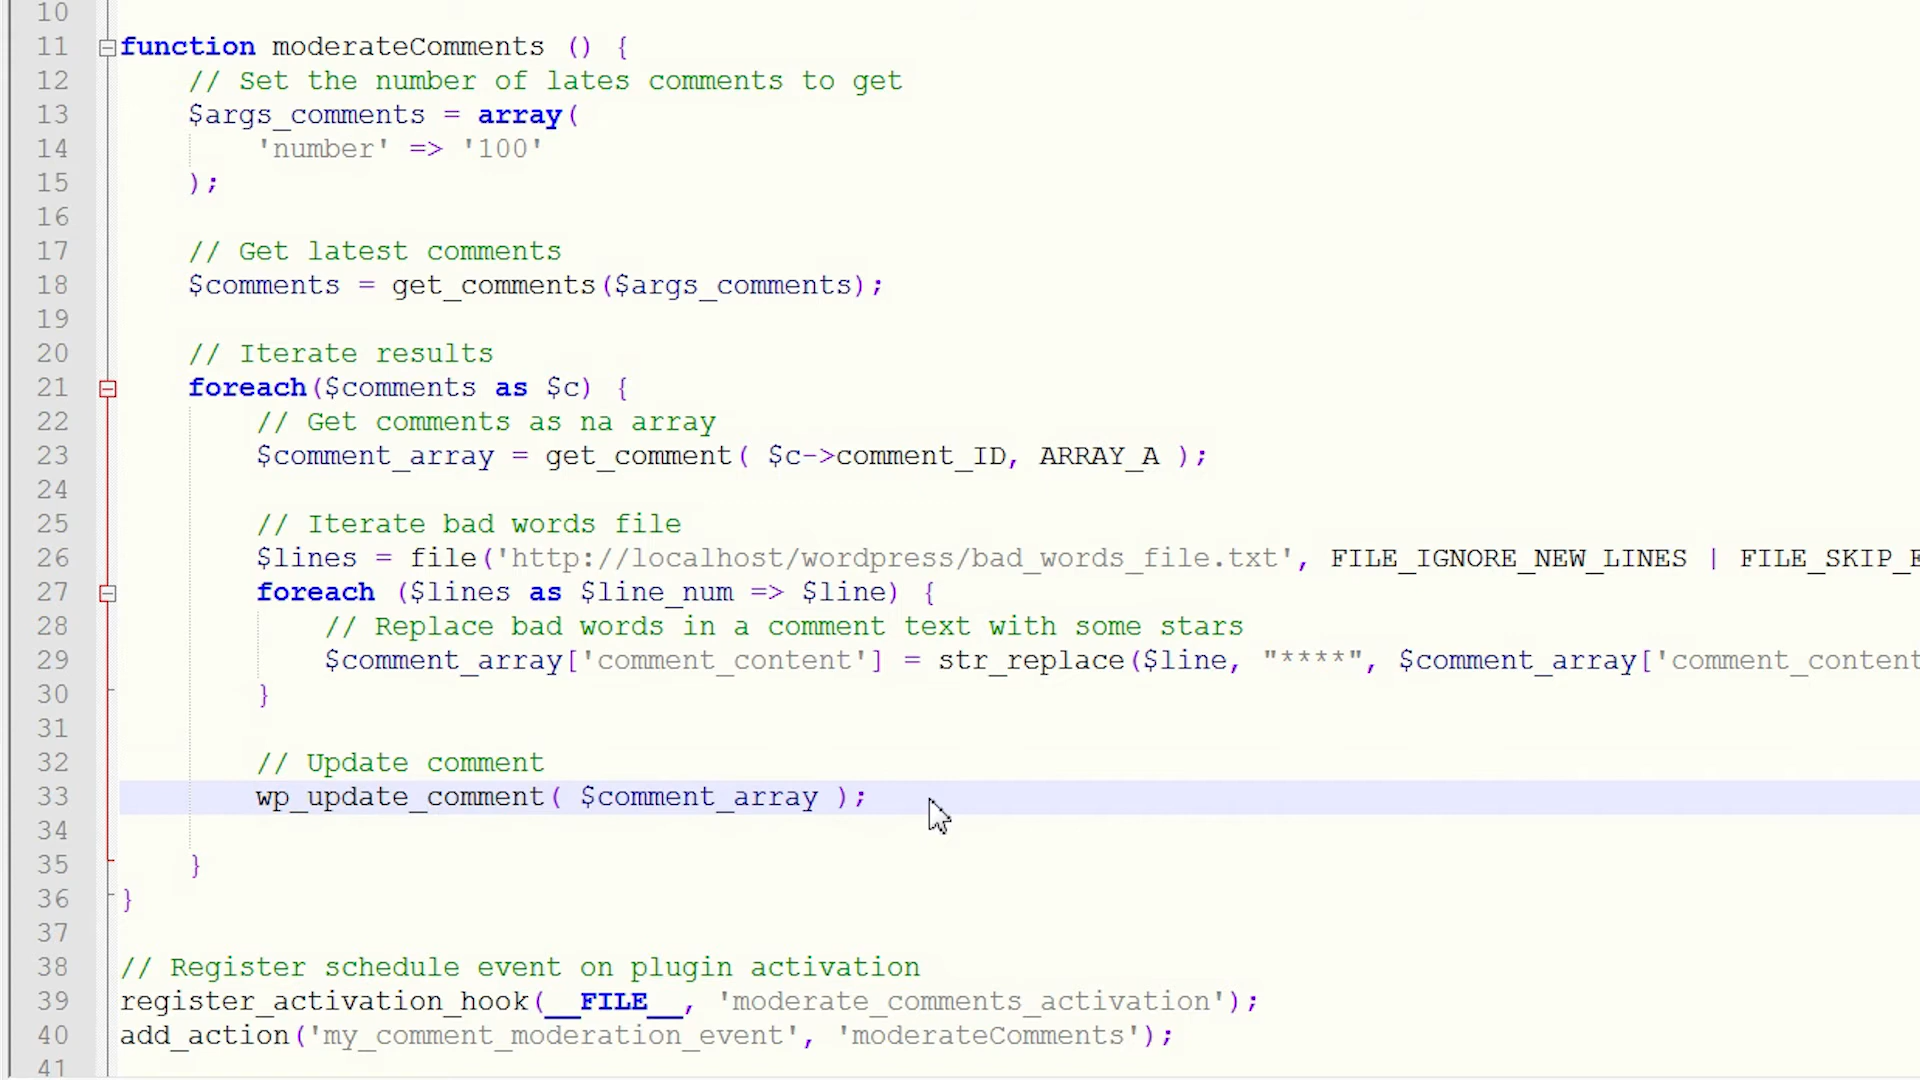 10
11 function moderateComments () {
12 // Set the number of lates comments to get
13 $args_comments = array(
14 'number' => '100'
15 );
16
17 // Get latest comments
18 $comments = get_comments($args_comments);
19
20 // Iterate results
21 foreach($comments as $c) {
22 // Get comments as na array
23 $comment_array = get_comment( $c->comment_ID, ARRAY_A );
24
25 // Iterate bad words file
26 $lines = file('http://localhost/wordpress/bad_words_file.txt', FILE_IGNORE_NEW_LINES | FILE_SKIP_E
27 foreach ($lines as $line_num => $line) {
28 // Replace bad words in a comment text with some stars
29 $comment_array['comment_content'] = str_replace($line, "****", $comment_array['comment_content
30 }
31
32 // Update comment
33 wp_update_comment( $comment_array );
34
35 }
36 }
37
38 // Register schedule event on plugin activation
39 register_activation_hook(__FILE__, 'moderate_comments_activation');
40 add_action('my_comment_moderation_event', 'moderateComments');
41